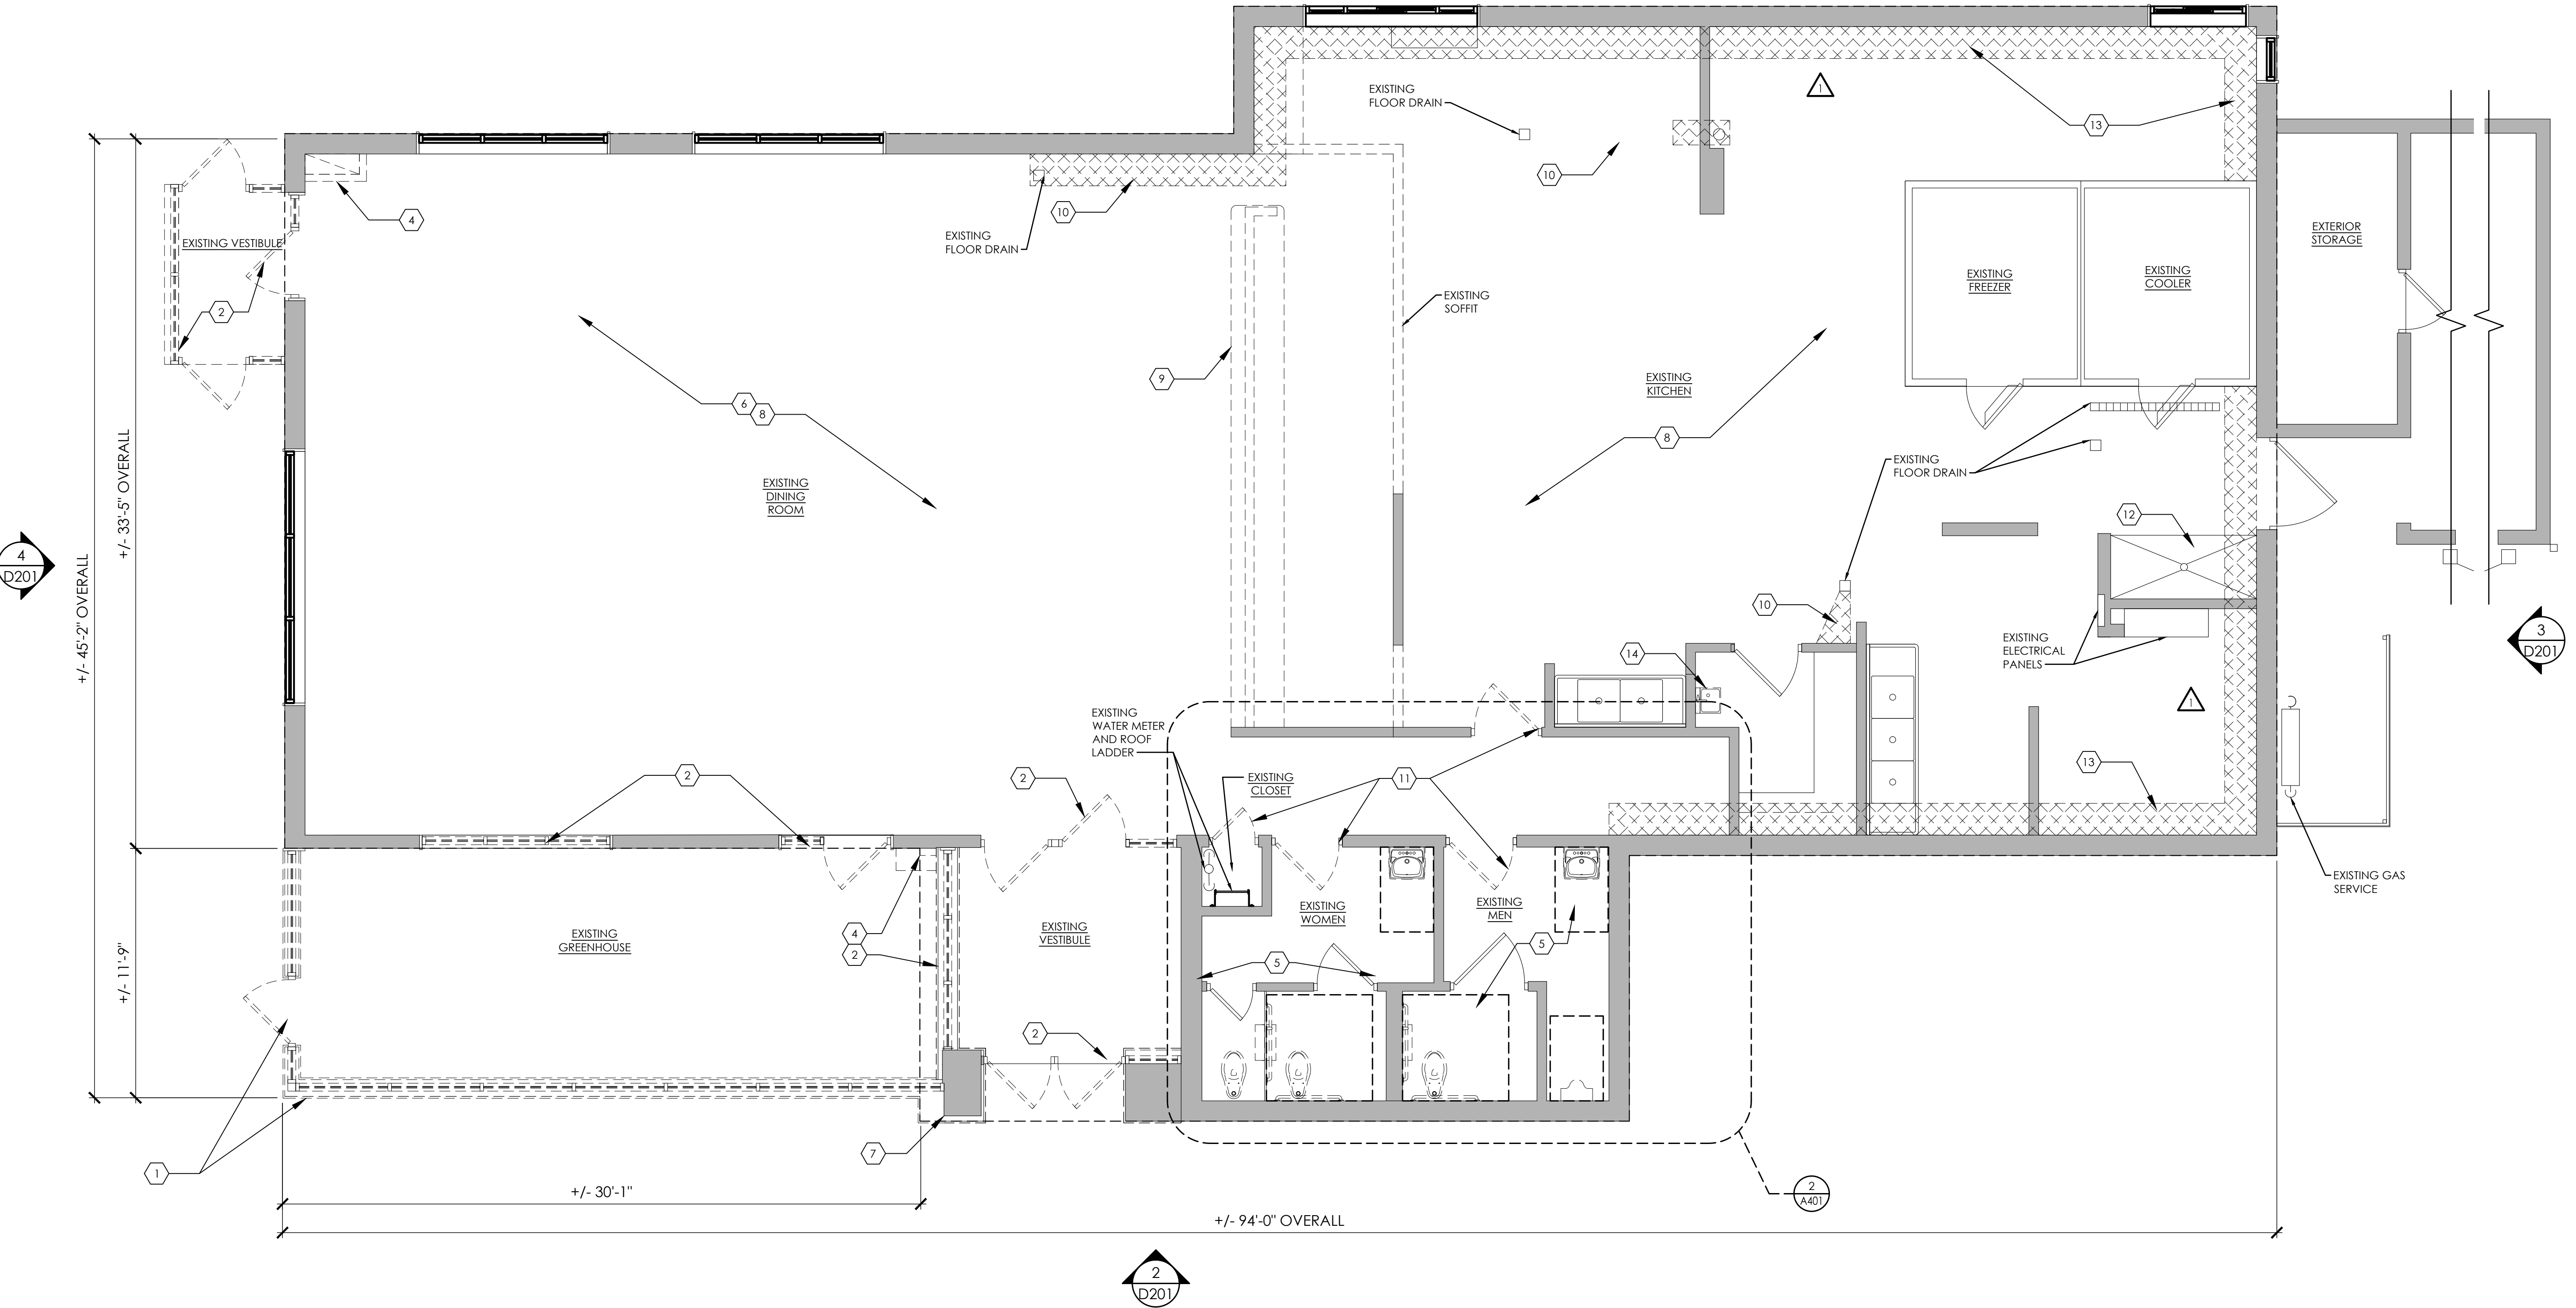 EXISTING
FLOOR DRAIN
1
13
10
4
10
EXISTING VESTIBULE
EXISTING
FLOOR DRAIN
EXTERIOR
STORAGE
EXISTING
FREEZER
EXISTING
COOLER
2
EXISTING
SOFFIT
9
EXISTING
KITCHEN
6
8
8
EXISTING
FLOOR DRAIN
EXISTING
DINING
ROOM
+/- 33'-5" OVERALL
+/- 45'-2" OVERALL
12
4
D201
10
14
EXISTING
ELECTRICAL
PANELS
3
D201
1
EXISTING
WATER METER
AND ROOF
LADDER
13
2
2
EXISTING
CLOSET
11
EXISTING GAS
SERVICE
EXISTING
WOMEN
EXISTING
MEN
EXISTING
GREENHOUSE
4
2
EXISTING
VESTIBULE
5
5
+/- 11'-9"
2
7
1
+/- 30'-1"
2
A401
+/- 94'-0" OVERALL
2
D201